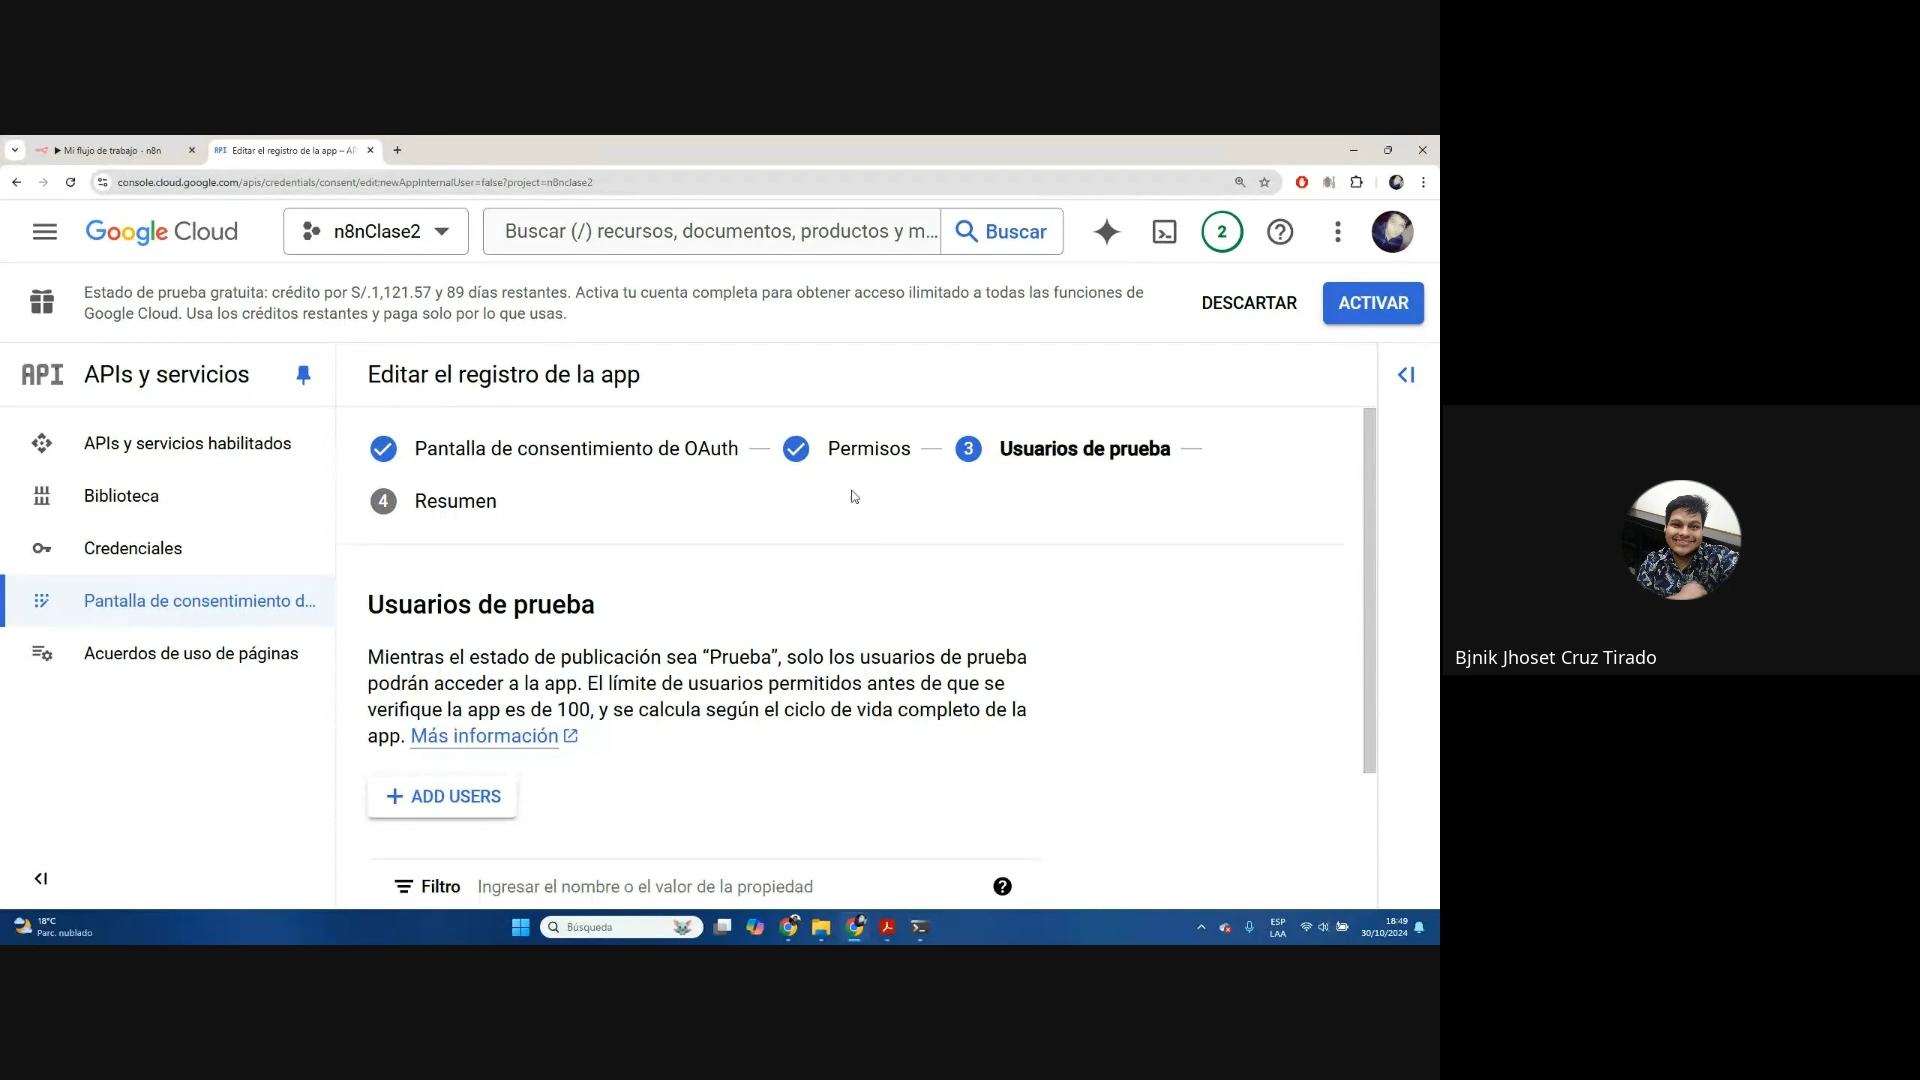 Mi flujo de trabajo - n8n
API Editar el registro de la app – AP
console.cloud.google.com/apis/credentials/consent/edit;newAppInternalUser=false?project=n8nclase2
Google Cloud
n8nClase2
Buscar (/) recursos, documentos, productos y m...
Buscar
2
Estado de prueba gratuita: crédito por S/.1,121.57 y 89 días restantes. Activa tu cuenta completa para obtener acceso ilimitado a todas las funciones de
Google Cloud. Usa los créditos restantes y paga solo por lo que usas.
DESCARTAR
ACTIVAR
API APIs y servicios
Editar el registro de la app
APIs y servicios habilitados
Biblioteca
Credenciales
Pantalla de consentimiento d...
Acuerdos de uso de páginas
Pantalla de consentimiento de OAuth
Permisos
3 Usuarios de prueba
4 Resumen
Usuarios de prueba
Mientras el estado de publicación sea “Prueba”, solo los usuarios de prueba
podrán acceder a la app. El límite de usuarios permitidos antes de que se
verifique la app es de 100, y se calcula según el ciclo de vida completo de la
app. Más información
+ ADD USERS
Filtro Ingresar el nombre o el valor de la propiedad
18°C
Parc. nublado
Búsqueda
ESP
LAA
18:49
30/10/2024
Bjnik Jhoset Cruz Tirado